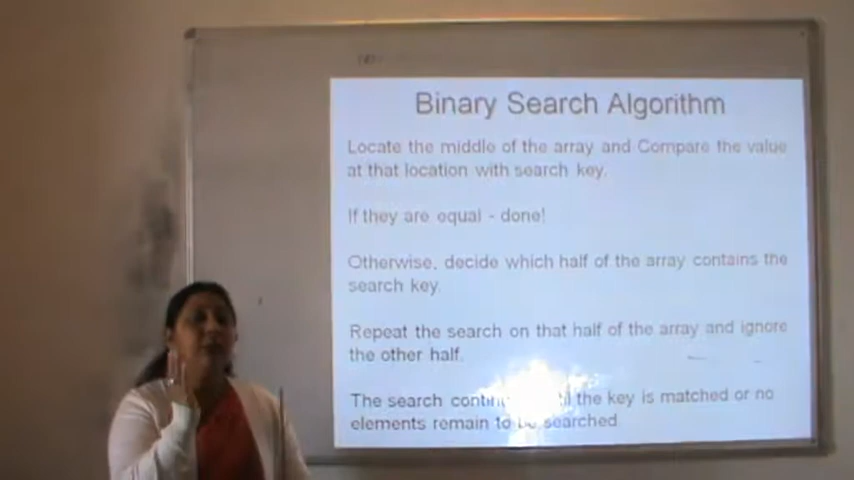 Binary Search Algorithm
Locate the middle of the array and Compare the value
at that location with search key.
If they are equal - done!
Otherwise, decide which half of the array contains the
search key.
Repeat the search on that half of the array and ignore
the other half.
The search the key is matched or no
elements remain to be searched